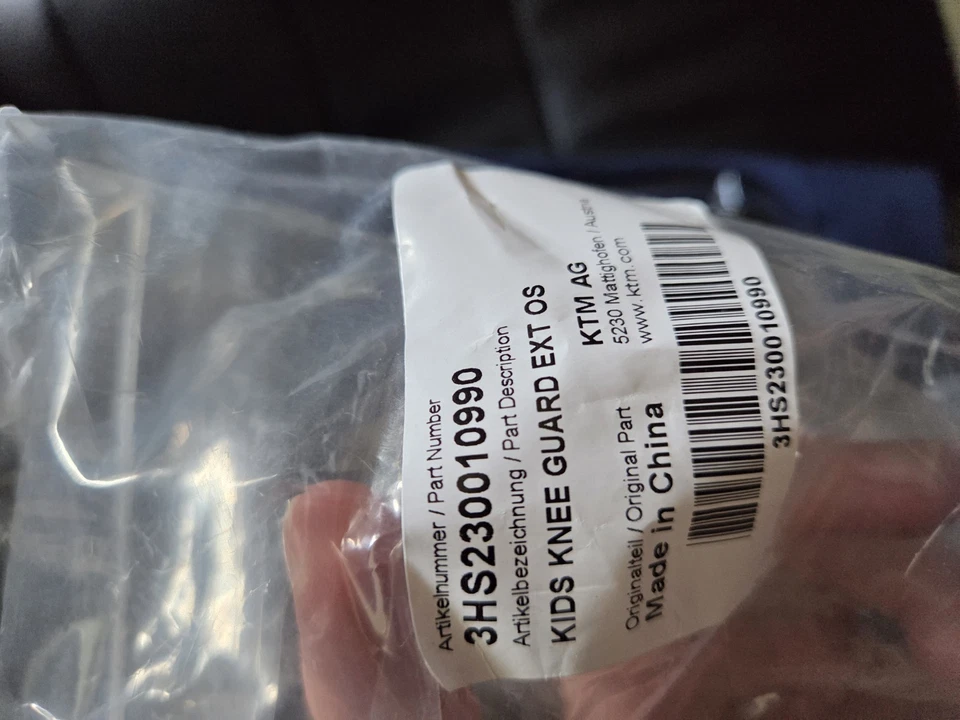 Artikelnummer / Part Number
3HS230010990
Artikelbezeichnung / Part Description
KIDS KNEE GUARD EXT OS
KTM AG
5230 Mattighofen / Austria
www.ktm.com
Originalteil / Original Part
Made in China
3HS230010990